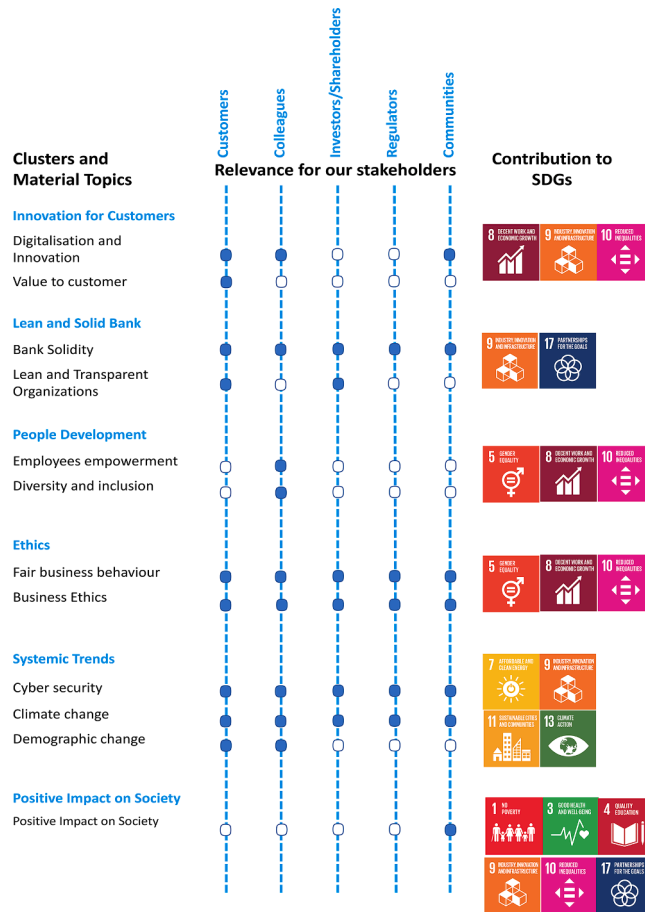 Customers
Colleagues
Investors/Shareholders
Regulators
Communities
Clusters and
Material Topics
Relevance for our stakeholders
Contribution to
SDGs
Innovation for Customers
Digitalisation and
Innovation
Value to customer
8 DECENT WORK AND
ECONOMIC GROWTH
9 INDUSTRY, INNOVATION
AND INFRASTRUCTURE
10 REDUCED
INEQUALITIES
Lean and Solid Bank
Bank Solidity
Lean and Transparent
Organizations
9 INDUSTRY, INNOVATION
AND INFRASTRUCTURE
17 PARTNERSHIPS
FOR THE GOALS
People Development
Employees empowerment
Diversity and inclusion
5 GENDER
EQUALITY
8 DECENT WORK AND
ECONOMIC GROWTH
10 REDUCED
INEQUALITIES
Ethics
Fair business behaviour
Business Ethics
5 GENDER
EQUALITY
8 DECENT WORK AND
ECONOMIC GROWTH
10 REDUCED
INEQUALITIES
Systemic Trends
Cyber security
Climate change
Demographic change
7 AFFORDABLE AND
CLEAN ENERGY
9 INDUSTRY, INNOVATION
AND INFRASTRUCTURE
11 SUSTAINABLE CITIES
AND COMMUNITIES
13 CLIMATE
ACTION
Positive Impact on Society
Positive Impact on Society
1 NO
POVERTY
3 GOOD HEALTH
AND WELL-BEING
4 QUALITY
EDUCATION
9 INDUSTRY, INNOVATION
AND INFRASTRUCTURE
10 REDUCED
INEQUALITIES
17 PARTNERSHIPS
FOR THE GOALS